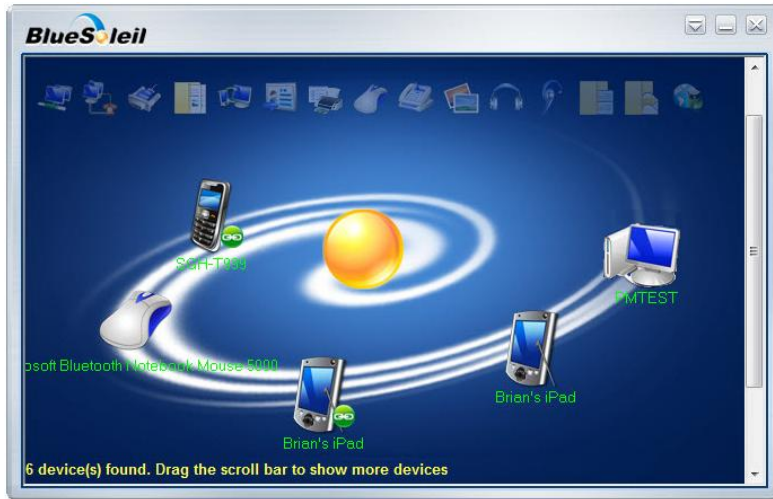 BlueSoleil
SGH-T839
PMTEST
osoft Bluetooth Notebook Mouse 5000
Brian's iPad
Brian's iPad
6 device(s) found. Drag the scroll bar to show more devices